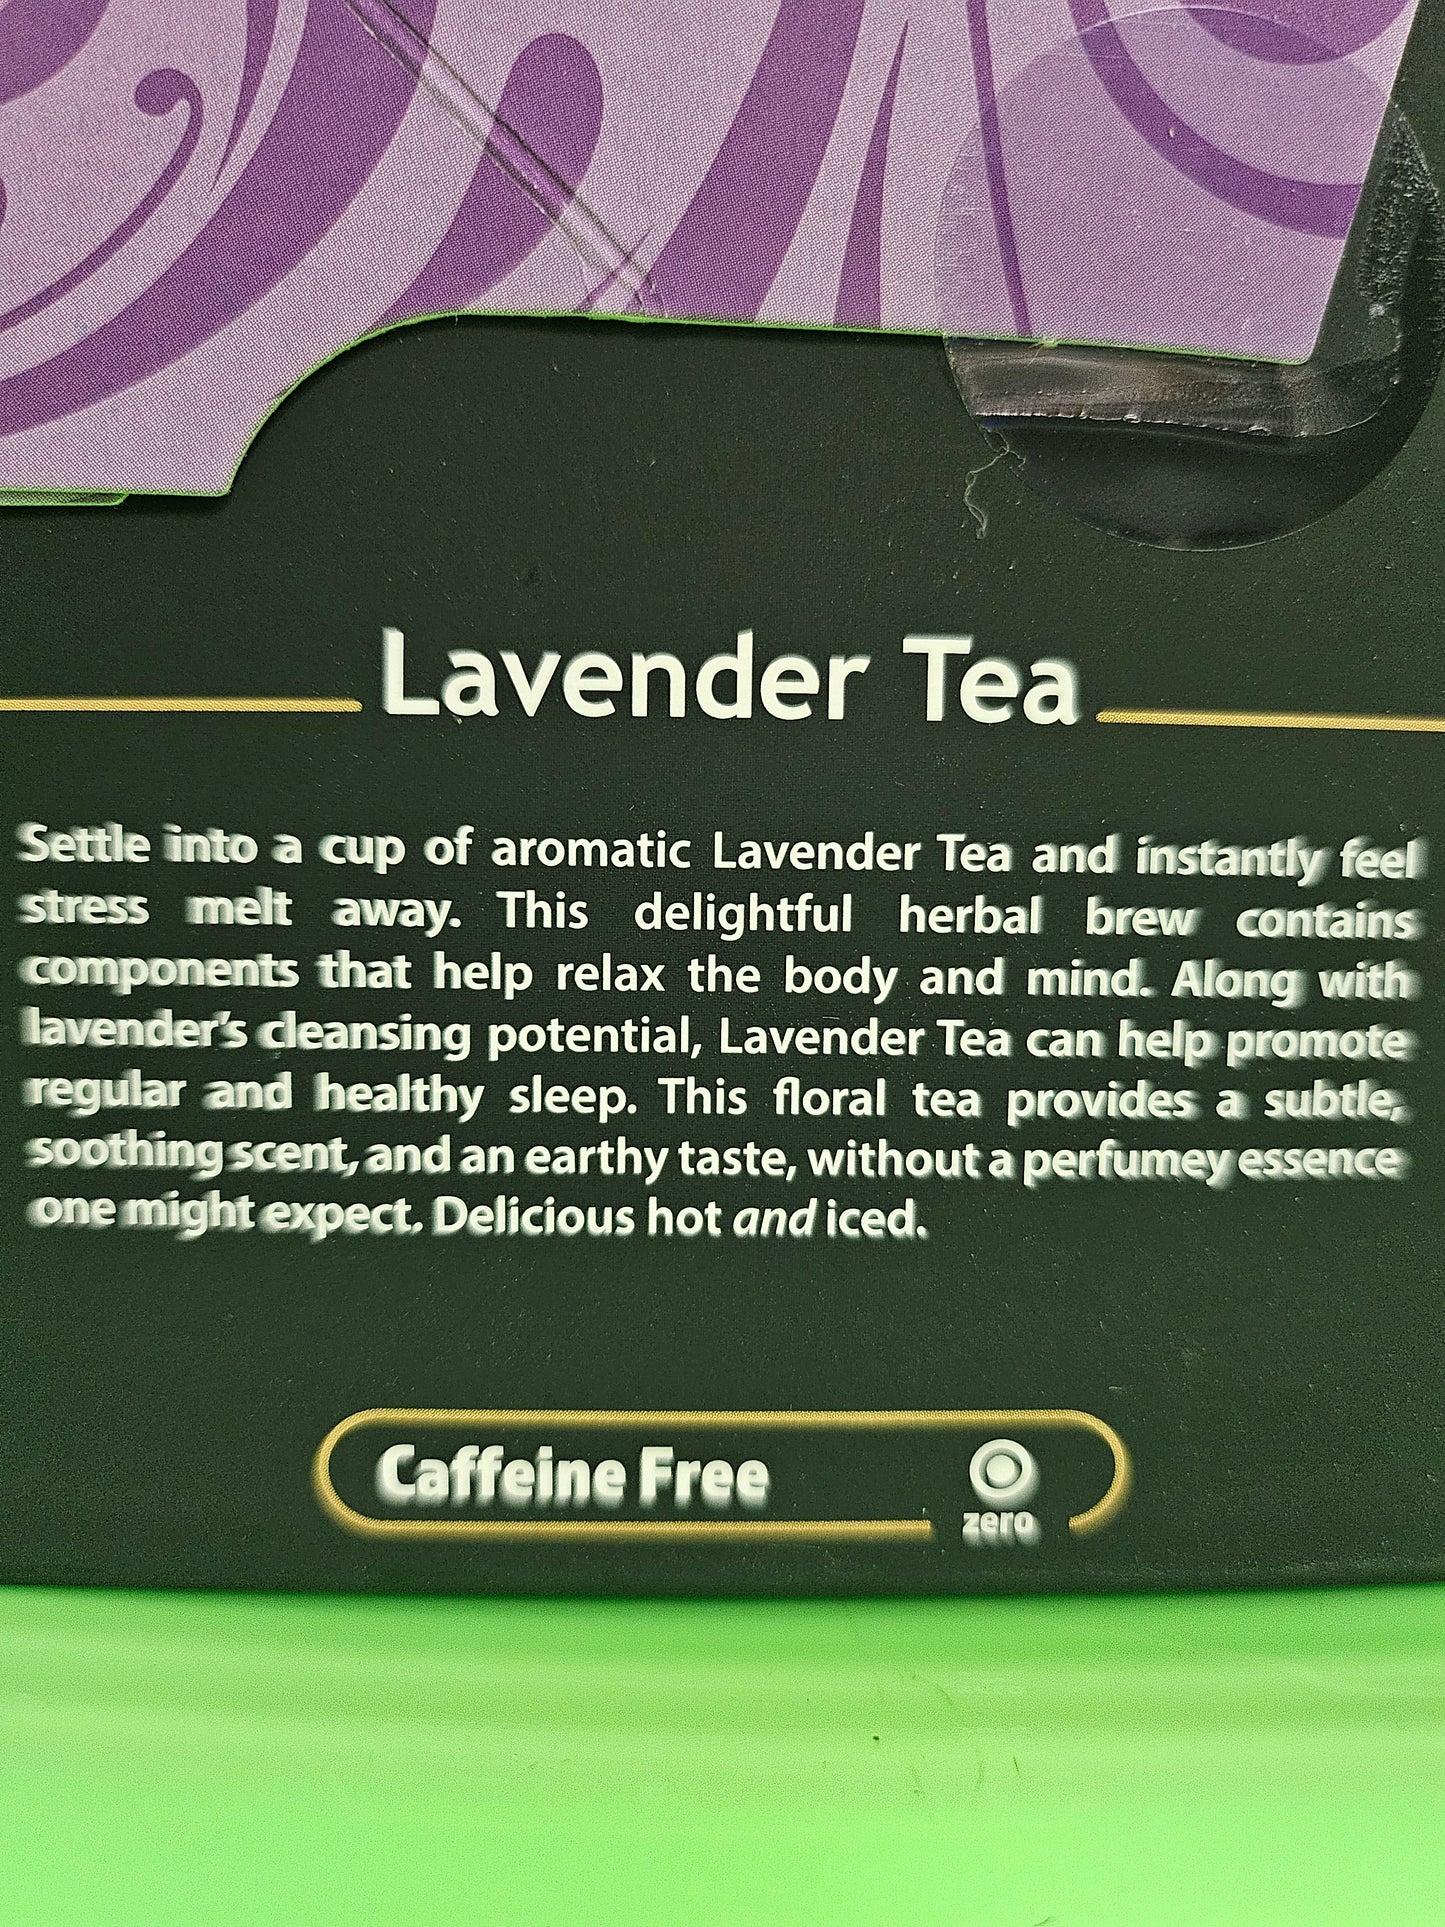 Lavender Tea
Settle into a cup of aromatic Lavender Tea and instantly feel
stress melt away. This delightful herbal brew contains
components that help relax the body and mind. Along with
lavender's cleansing potential, Lavender Tea can help promote
regular and healthy sleep. This floral tea provides a subtle,
soothing scent, and an earthy taste, without a perfumey essence
one might expect. Delicious hot and iced.
Caffeine Free
zero